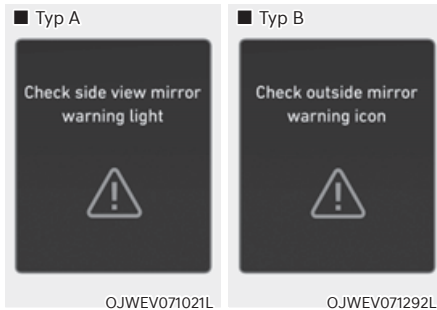 ■ Typ A
Check side view mirror
warning light
OJWEV071021L
■ Typ B
Check outside mirror
warning icon
OJWEV071292L